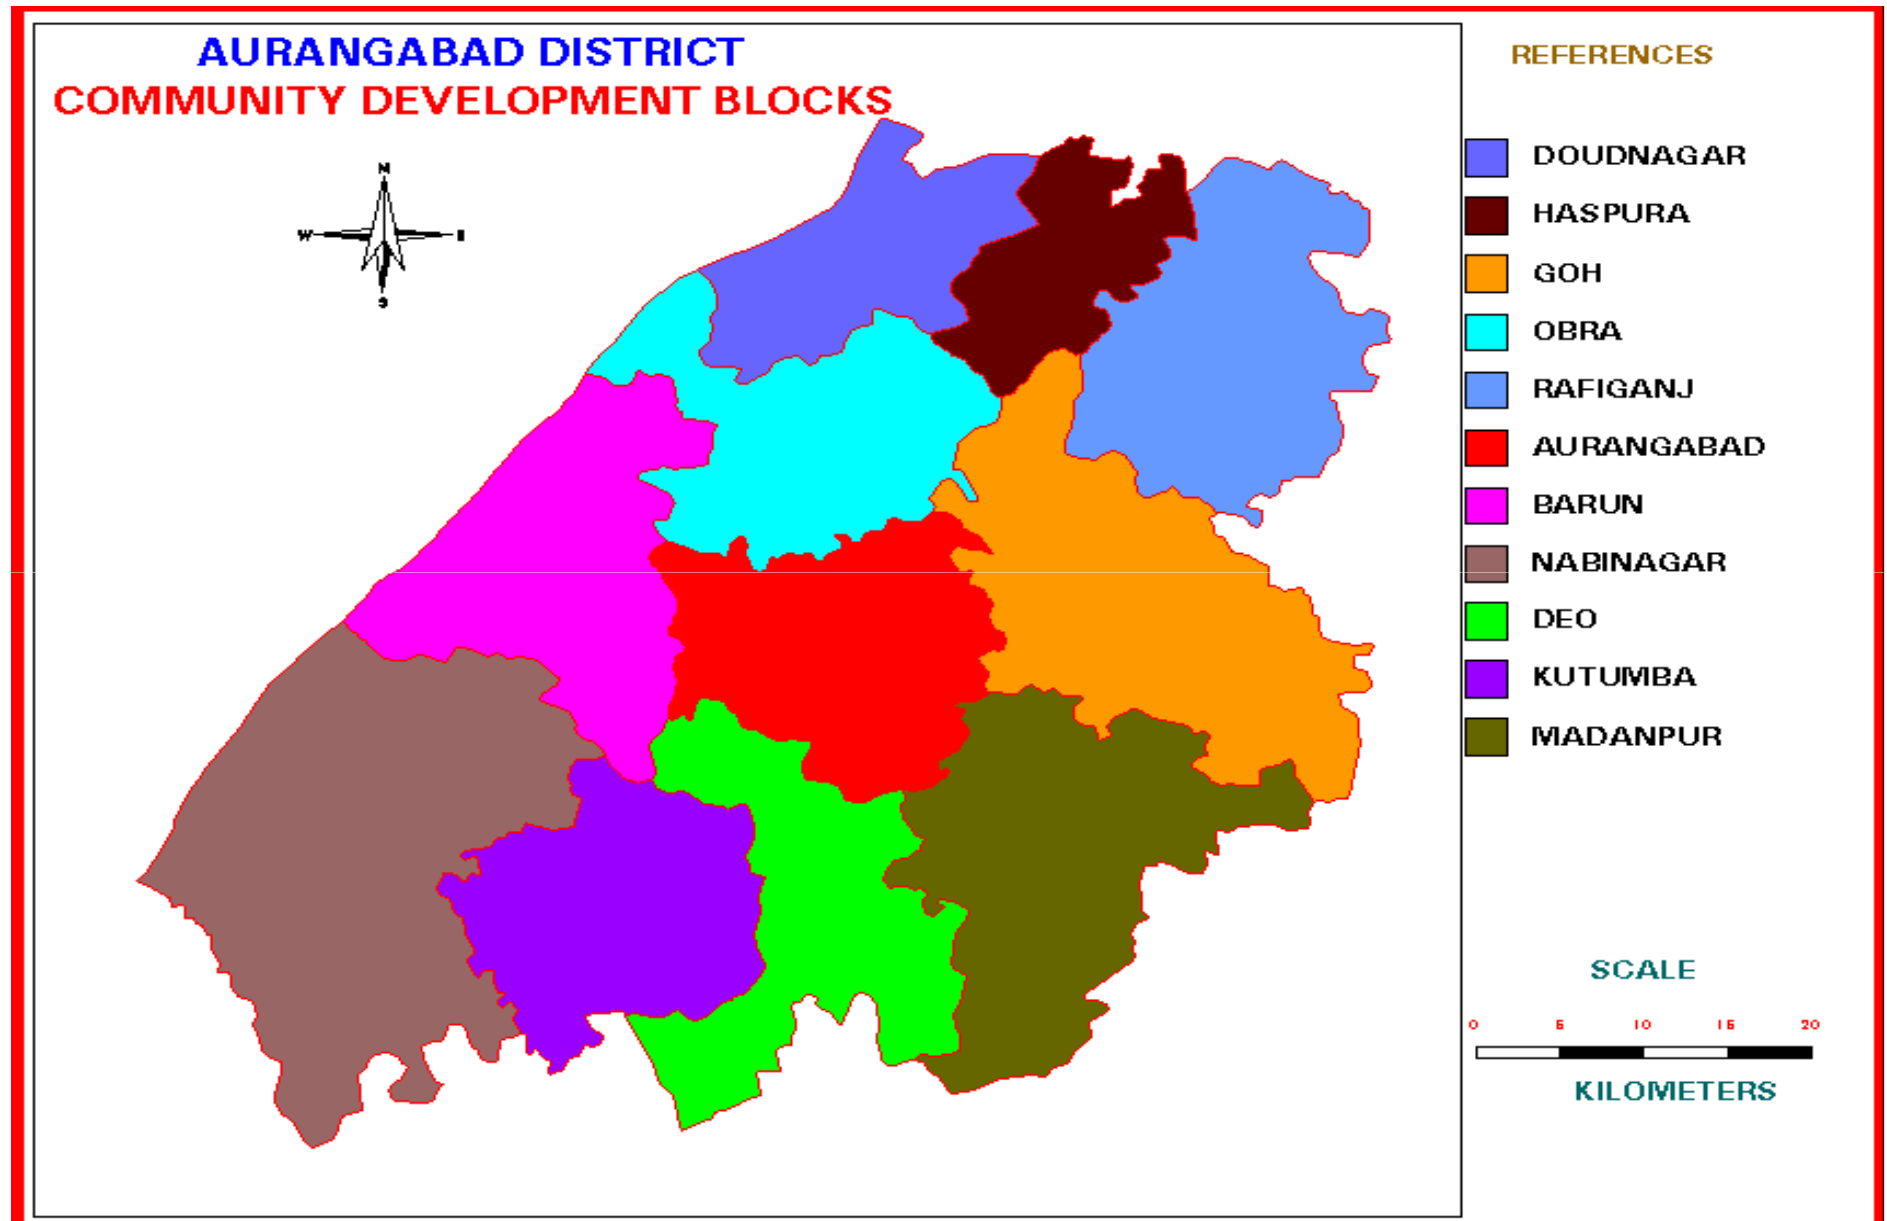 AURANGABAD DISTRICT
COMMUNITY DEVELOPMENT BLOCKS
N
W
E
S
REFERENCES
DOUDNAGAR
HASPURA
GOH
OBRA
RAFIGANJ
AURANGABAD
BARUN
NABINAGAR
DEO
KUTUMBA
MADANPUR
SCALE
0 5 10 15 20
KILOMETERS